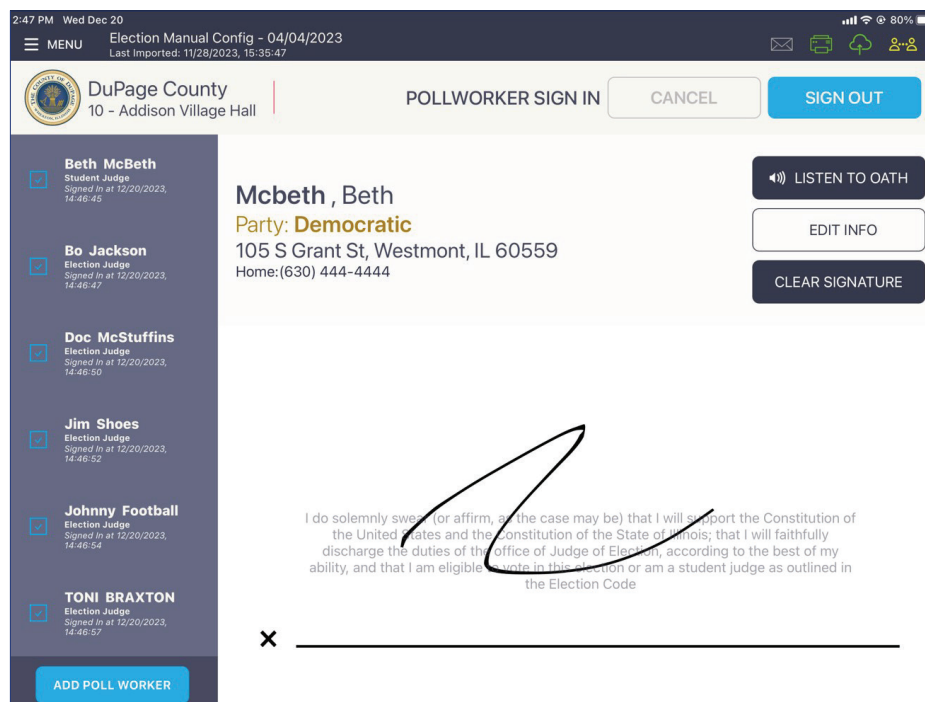 2:47 PM Wed Dec 20
80%
MENU
Election Manual Config - 04/04/2023
Last Imported: 11/28/2023, 15:35:47
DuPage County
10 - Addison Village Hall
POLLWORKER SIGN IN
CANCEL
SIGN OUT
Beth McBeth
Student Judge
Signed In at 12/20/2023,
14:46:45
Bo Jackson
Election Judge
Signed In at 12/20/2023,
14:46:47
Doc McStuffins
Election Judge
Signed In at 12/20/2023,
14:46:50
Jim Shoes
Election Judge
Signed In at 12/20/2023,
14:46:52
Johnny Football
Election Judge
Signed In at 12/20/2023,
14:46:54
TONI BRAXTON
Election Judge
Signed In at 12/20/2023,
14:46:57
ADD POLL WORKER
Mcbeth , Beth
Party: Democratic
105 S Grant St, Westmont, IL 60559
Home:(630) 444-4444
LISTEN TO OATH
EDIT INFO
CLEAR SIGNATURE
I do solemnly swear (or affirm, as the case may be) that I will support the Constitution of
the United States and the Constitution of the State of Illinois; that I will faithfully
discharge the duties of the office of Judge of Election, according to the best of my
ability, and that I am eligible to vote in this election or am a student judge as outlined in
the Election Code
×